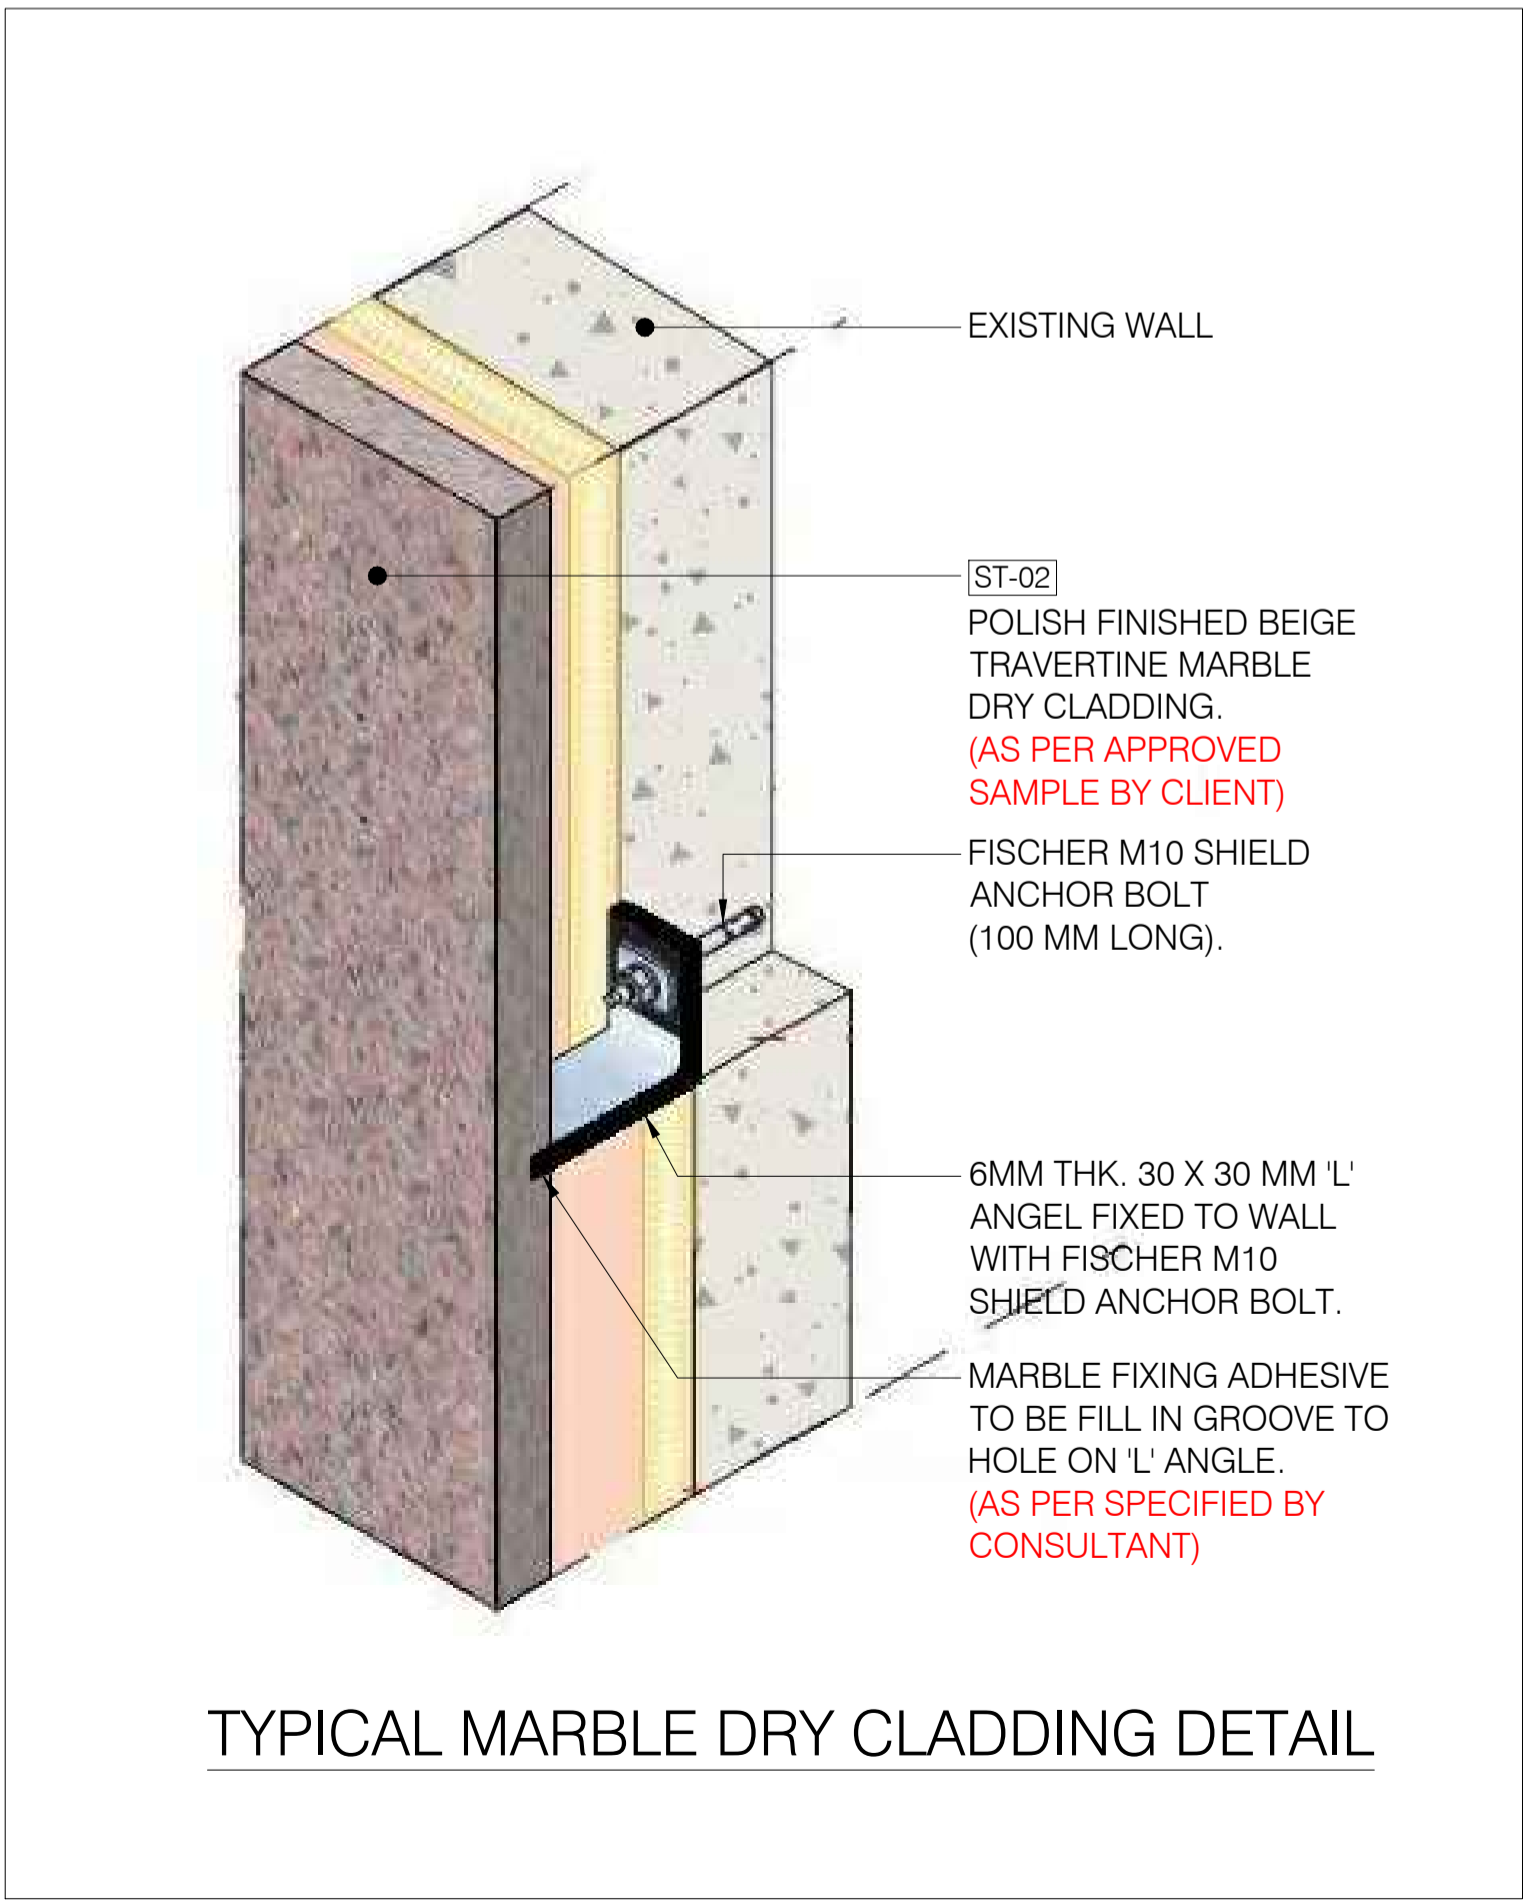 EXISTING WALL
ST-02
POLISH FINISHED BEIGE
TRAVERTINE MARBLE
DRY CLADDING.
(AS PER APPROVED
SAMPLE BY CLIENT)
FISCHER M10 SHIELD
ANCHOR BOLT
(100 MM LONG).
6MM THK. 30 X 30 MM 'L'
ANGEL FIXED TO WALL
WITH FISCHER M10
SHIELD ANCHOR BOLT.
MARBLE FIXING ADHESIVE
TO BE FILL IN GROOVE TO
HOLE ON 'L' ANGLE.
(AS PER SPECIFIED BY
CONSULTANT)
TYPICAL MARBLE DRY CLADDING DETAIL